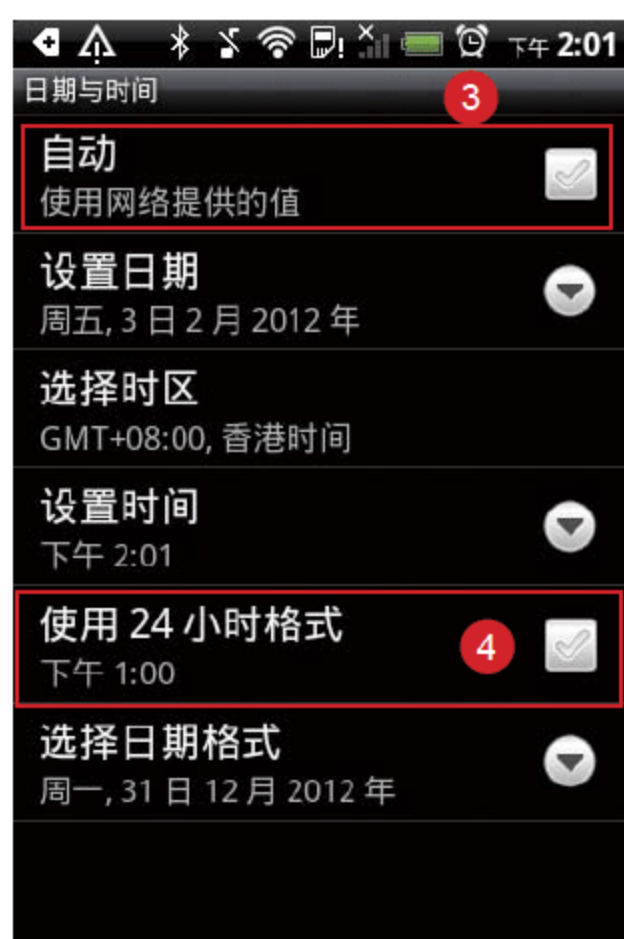 下午 2:01
日期与时间
3
自动
使用网络提供的值
设置日期
周五, 3 日 2 月 2012 年
选择时区
GMT+08:00, 香港时间
设置时间
下午 2:01
使用 24 小时格式
4
下午 1:00
选择日期格式
周一, 31 日 12 月 2012 年